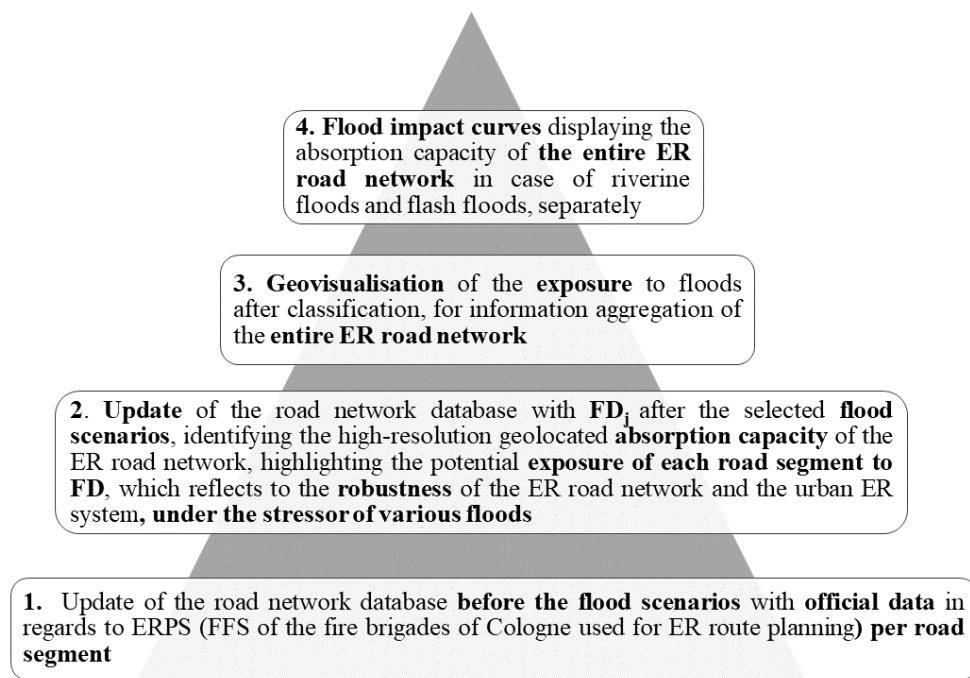 4. Flood impact curves displaying the
absorption capacity of the entire ER
road network in case of riverine
floods and flash floods, separately
3. Geovisualisation of the exposure to floods
after classification, for information aggregation of
the entire ER road network
2. Update of the road network database with FDj after the selected flood
scenarios, identifying the high-resolution geolocated absorption capacity of the
ER road network, highlighting the potential exposure of each road segment to
FD, which reflects to the robustness of the ER road network and the urban ER
system, under the stressor of various floods
1. Update of the road network database before the flood scenarios with official data in
regards to ERPS (FFS of the fire brigades of Cologne used for ER route planning) per road
segment